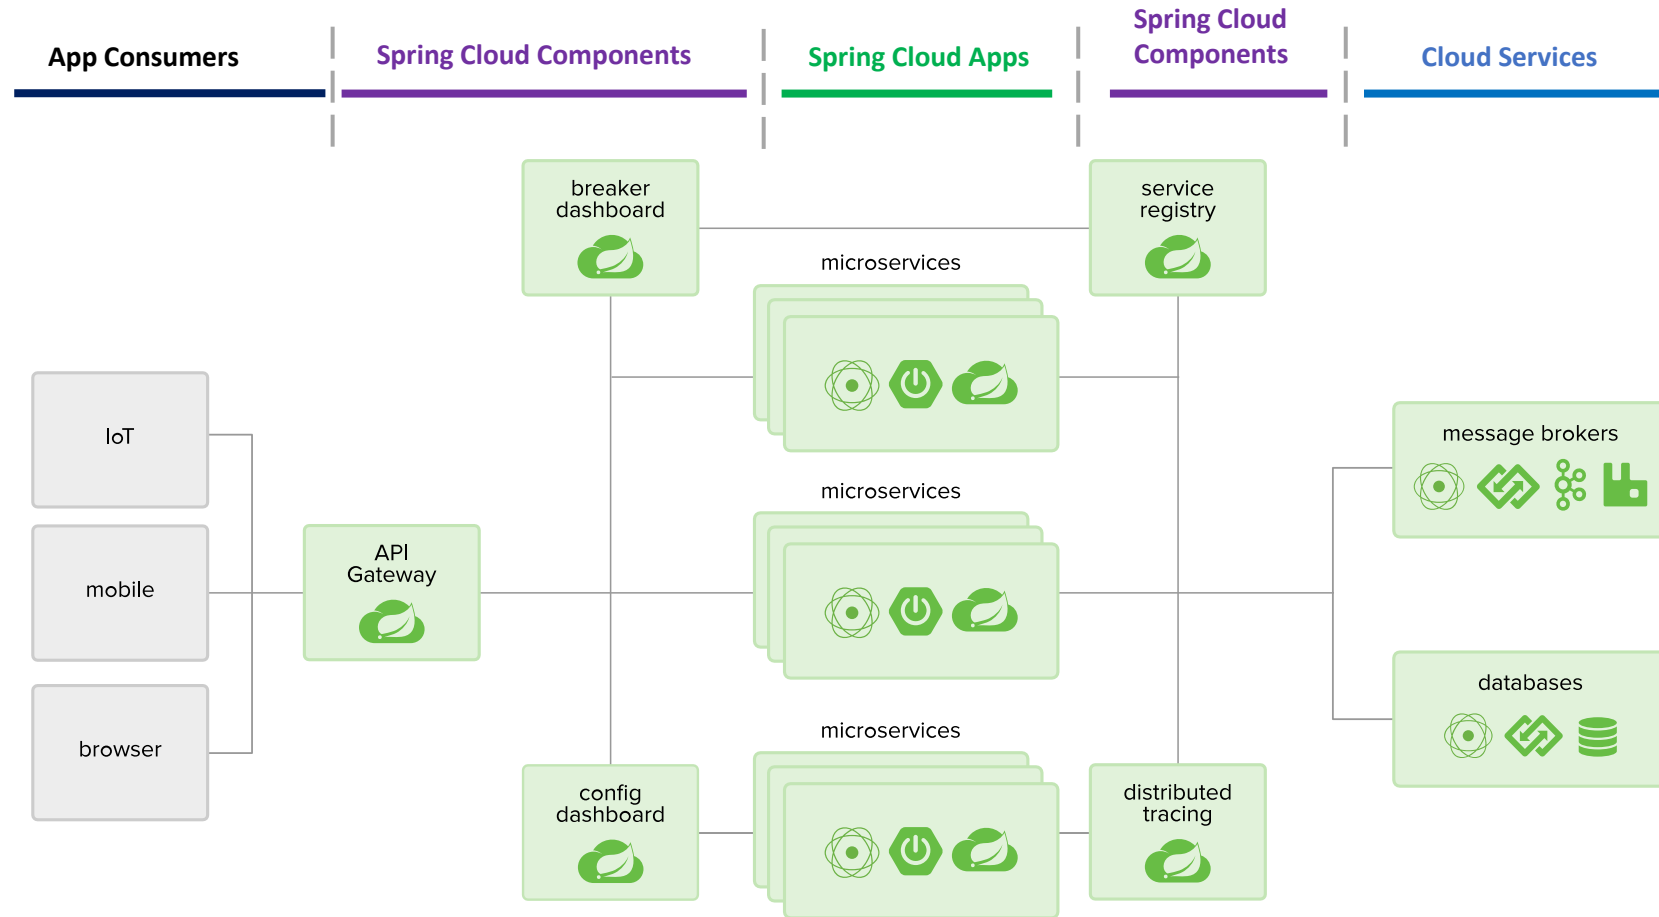 App Consumers
Spring Cloud Components
Spring Cloud Apps
Spring Cloud
Components
Cloud Services
breaker
dashboard
service
registry
microservices
IoT
message brokers
microservices
API
Gateway
mobile
databases
microservices
browser
config
dashboard
distributed
tracing